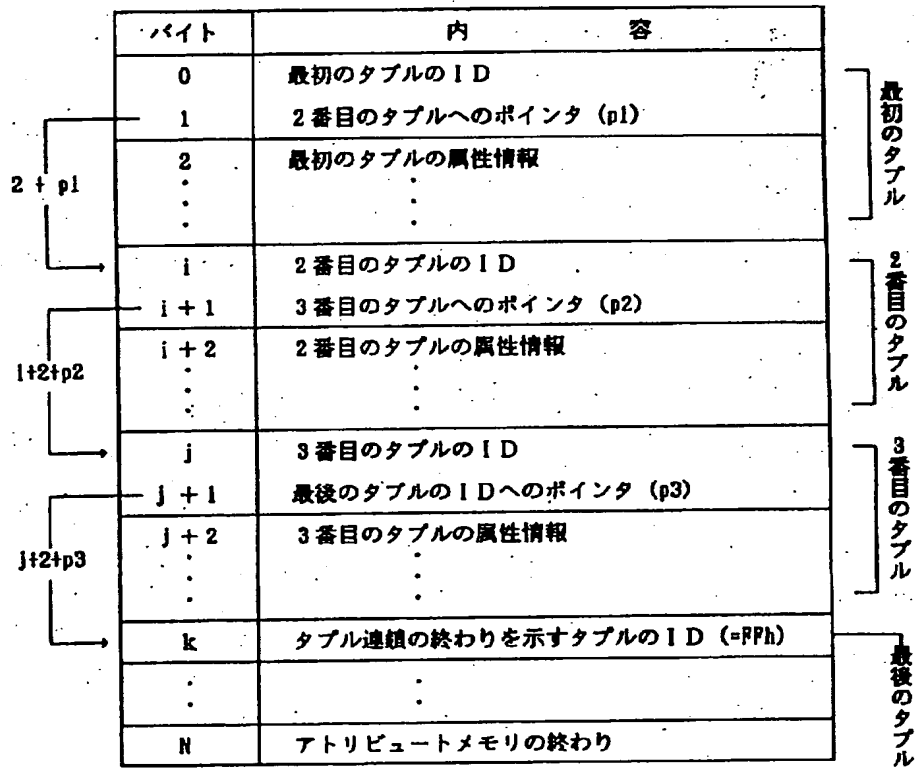 バイト 内 容
0 最初のタプルのID
1 2番目のタプルへのポインタ (p1)
2 最初のタプルの属性情報
2 + p1
最初のタプル
i 2番目のタプルのID
i + 1 3番目のタプルへのポインタ (p2)
i + 2 2番目のタプルの属性情報
i+2+p2
2番目のタプル
j 3番目のタプルのID
j + 1 最後のタプルのIDへのポインタ (p3)
j + 2 3番目のタプルの属性情報
j+2+p3
3番目のタプル
k タプル連鎖の終わりを示すタプルのID (=FFh)
最後のタプル
N アトリビュートメモリの終わり